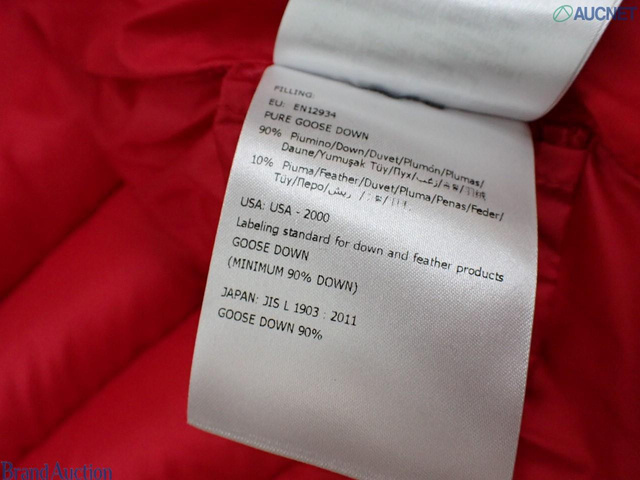 AUCNET
FILLING:
EU: EN12934
PURE GOOSE DOWN
90% Piumino/Down/Duvet/Plumón/Plumas/
Daune/Yumuşak Tüy/Пух/زغب/
10% Piuma/Feather/Duvet/Pluma/Penas/Feder/
Tüy/Перо/ریش/
USA: USA - 2000
Labeling standard for down and feather products
GOOSE DOWN
(MINIMUM 90% DOWN)
JAPAN: JIS L 1903 : 2011
GOOSE DOWN 90%
Brand Auction